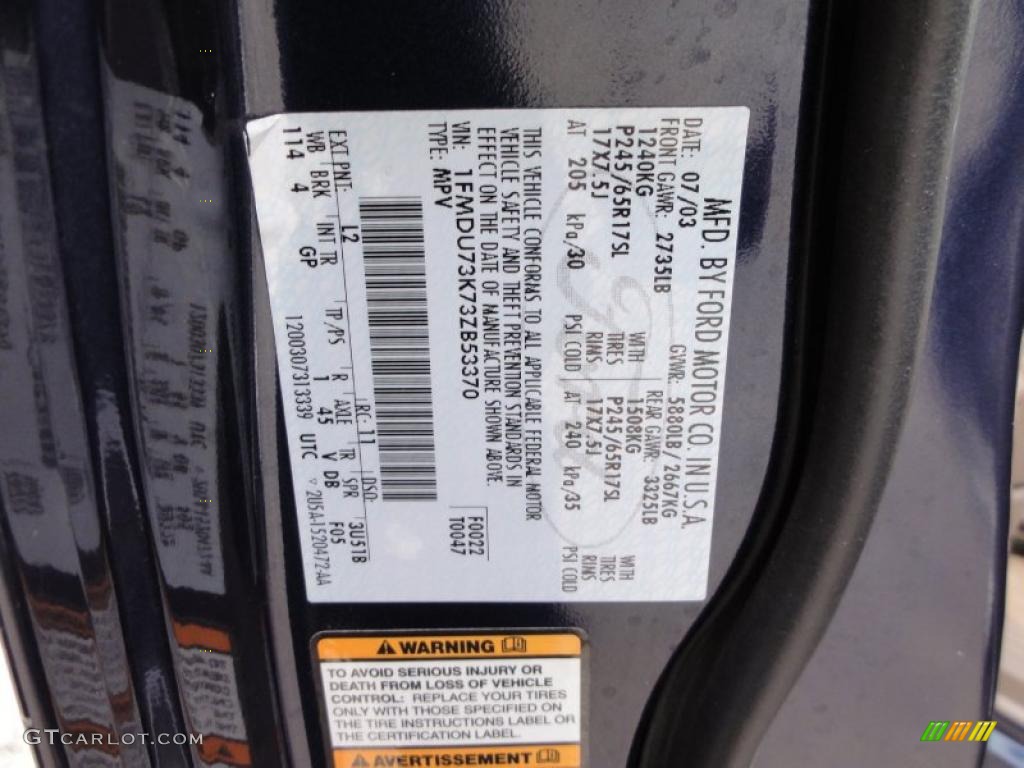 MFD. BY FORD MOTOR CO. IN U.S.A.
DATE: 07/03 GVWR: 5880LB/ 2667KG
FRONT GAWR: 2735LB REAR GAWR: 3325LB
1240KG WITH 1508KG WITH
P245/65R17SL TIRES P245/65R17SL TIRES
17X7.5J RIMS 17X7.5J RIMS
AT 205 kPa/30 PSI COLD AT 240 kPa/35 PSI COLD
THIS VEHICLE CONFORMS TO ALL APPLICABLE FEDERAL MOTOR
VEHICLE SAFETY AND THEFT PREVENTION STANDARDS IN
EFFECT ON THE DATE OF MANUFACTURE SHOWN ABOVE.
VIN: 1FMDU73K73ZB53370 F0022
TYPE: MPV T0047
EXT PNT: L2 RC: 11 DSO:
WB BRK INT TR TP/PS R AXLE TR SPR 3U51B
114 4 GP 1 45 V DB F05
1200307313339 UTC 2U5A-1520472-AA
WARNING
TO AVOID SERIOUS INJURY OR
DEATH FROM LOSS OF VEHICLE
CONTROL: REPLACE YOUR TIRES
ONLY WITH THOSE SPECIFIED ON
THE TIRE INSTRUCTIONS LABEL OR
THE CERTIFICATION LABEL.
AVERTISSEMENT
GTCARLOT.COM